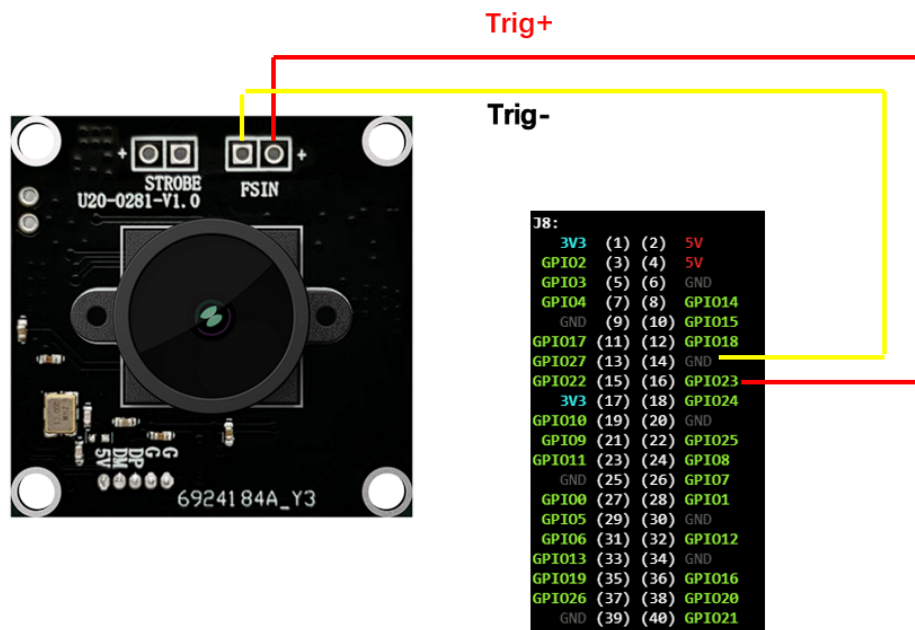 Trig+
Trig-
+
+
STROBE
FSIN
U20-0281-V1.0
5V
DM
DP
G
G
6924184A_Y3
J8:
3V3 (1) (2) 5V
GPIO2 (3) (4) 5V
GPIO3 (5) (6) GND
GPIO4 (7) (8) GPIO14
GND (9) (10) GPIO15
GPIO17 (11) (12) GPIO18
GPIO27 (13) (14) GND
GPIO22 (15) (16) GPIO23
3V3 (17) (18) GPIO24
GPIO10 (19) (20) GND
GPIO9 (21) (22) GPIO25
GPIO11 (23) (24) GPIO8
GND (25) (26) GPIO7
GPIO0 (27) (28) GPIO1
GPIO5 (29) (30) GND
GPIO6 (31) (32) GPIO12
GPIO13 (33) (34) GND
GPIO19 (35) (36) GPIO16
GPIO26 (37) (38) GPIO20
GND (39) (40) GPIO21